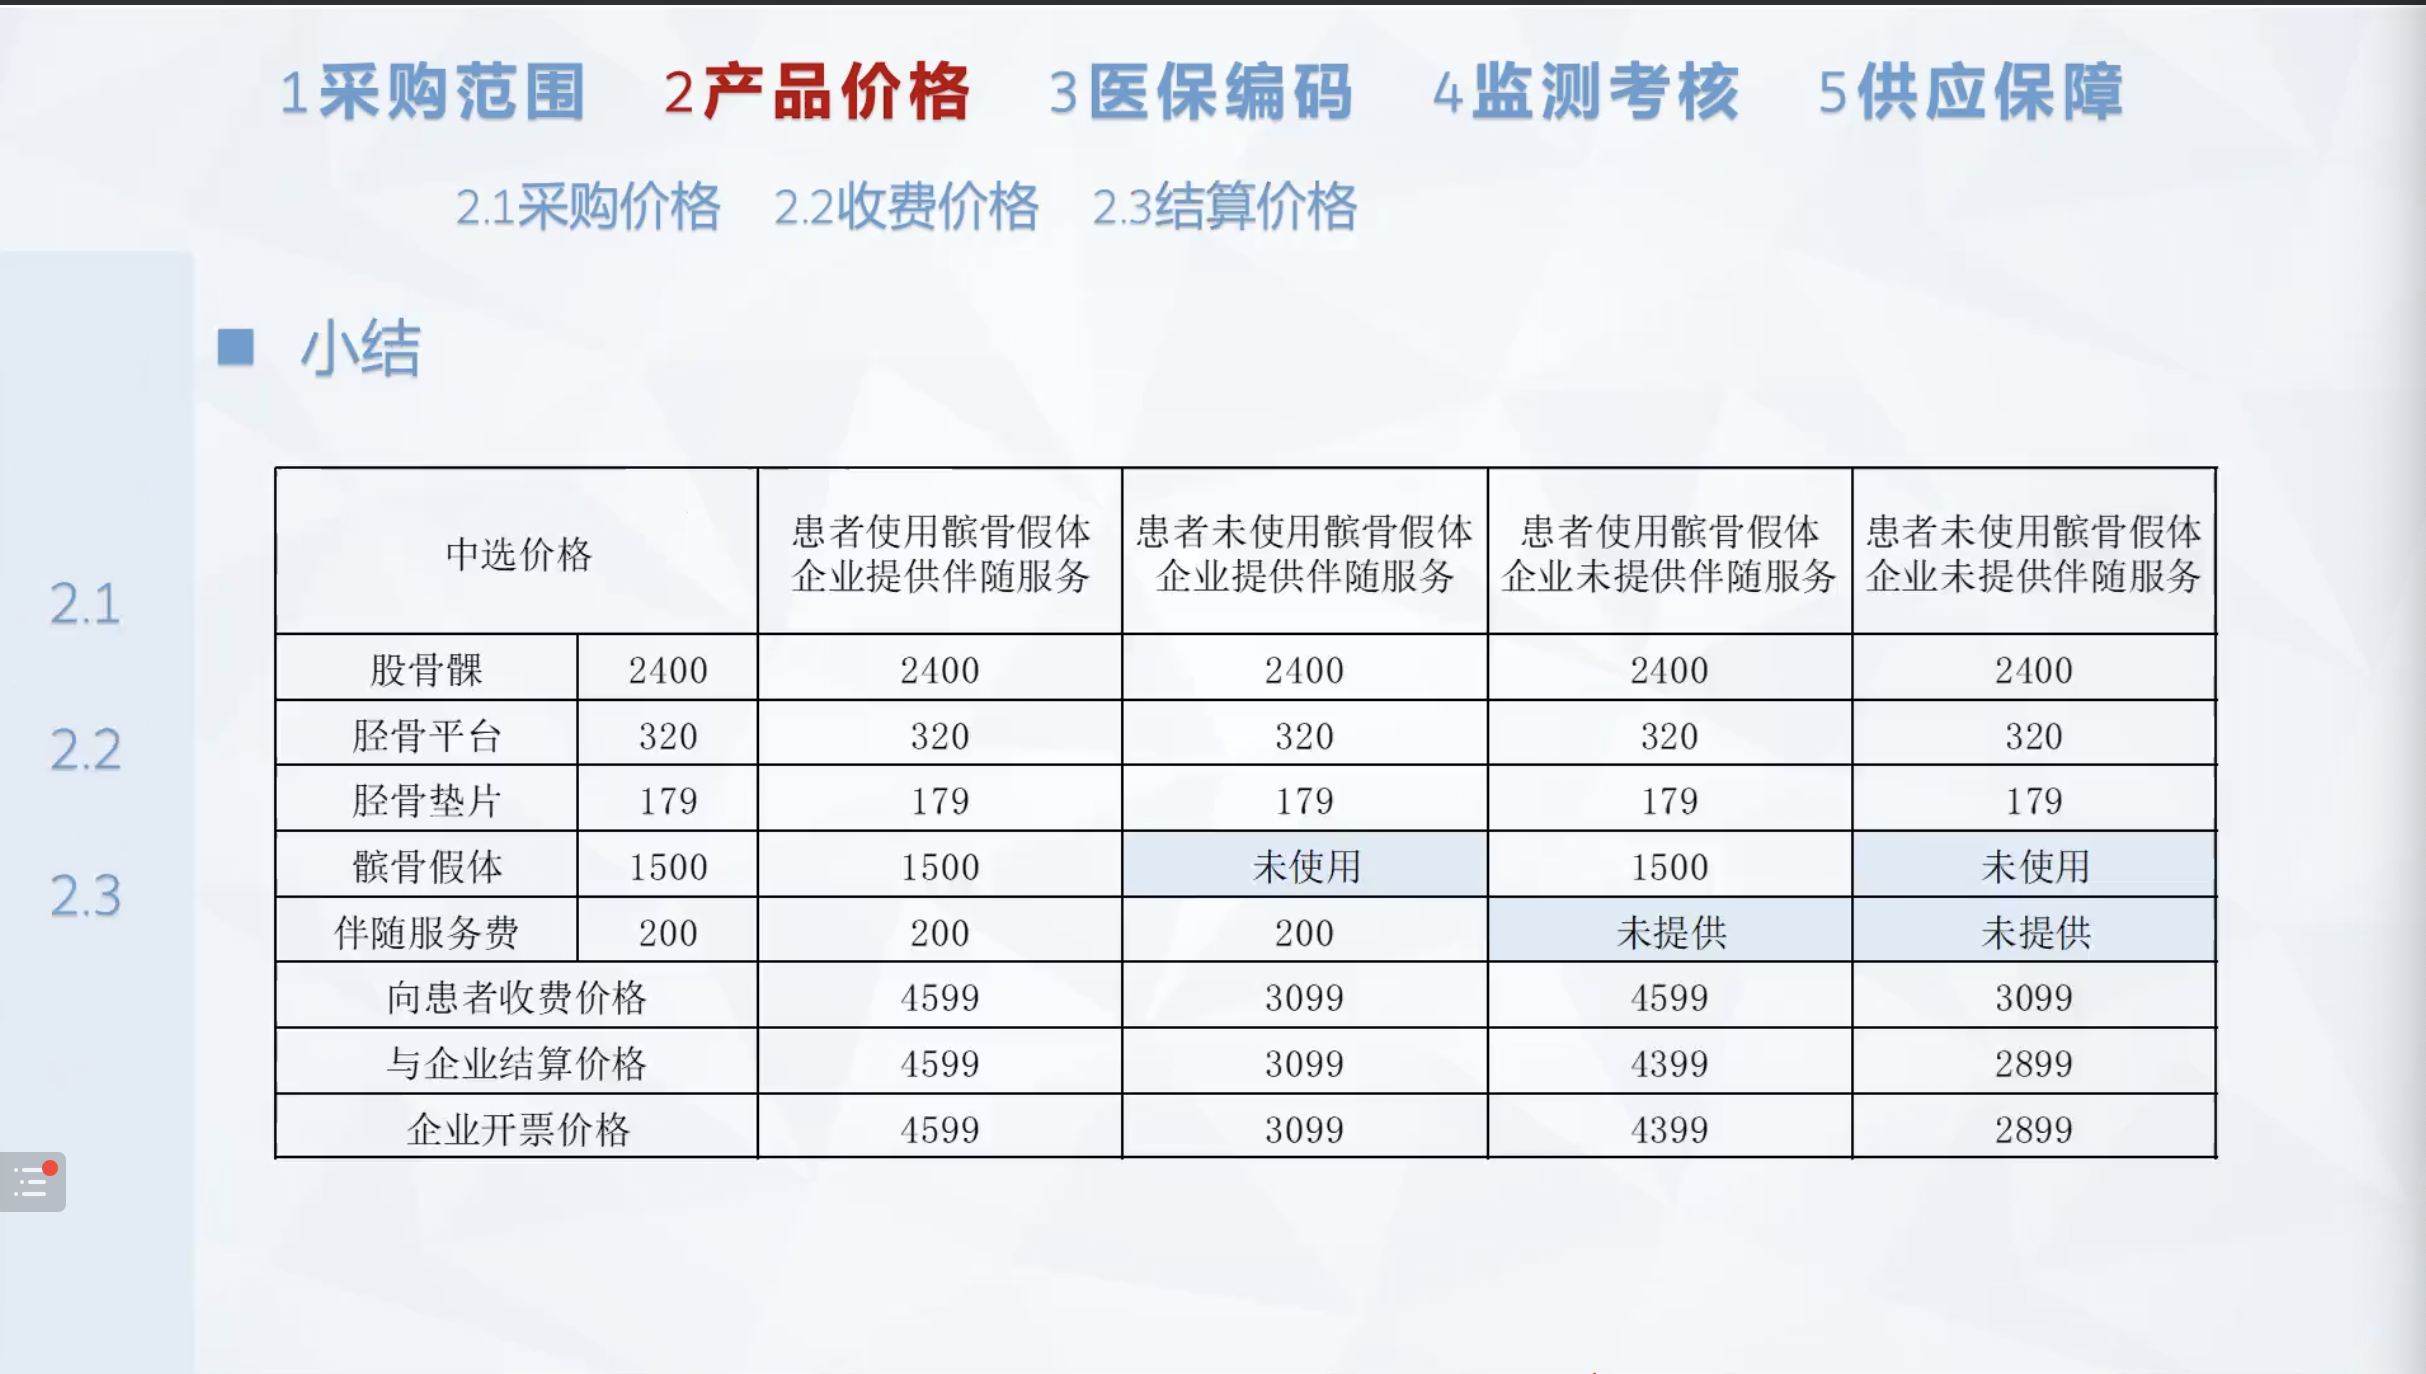 1采购范围 2产品价格 3医保编码 4监测考核 5供应保障
2.1采购价格 2.2收费价格 2.3结算价格
小结
2.1
2.2
2.3
中选价格 患者使用髌骨假体 患者未使用髌骨假体 患者使用髌骨假体 患者未使用髌骨假体
企业提供伴随服务 企业提供伴随服务 企业未提供伴随服务 企业未提供伴随服务
股骨髁 2400 2400 2400 2400 2400
胫骨平台 320 320 320 320 320
胫骨垫片 179 179 179 179 179
髌骨假体 1500 1500 未使用 1500 未使用
伴随服务费 200 200 200 未提供 未提供
向患者收费价格 4599 3099 4599 3099
与企业结算价格 4599 3099 4399 2899
企业开票价格 4599 3099 4399 2899